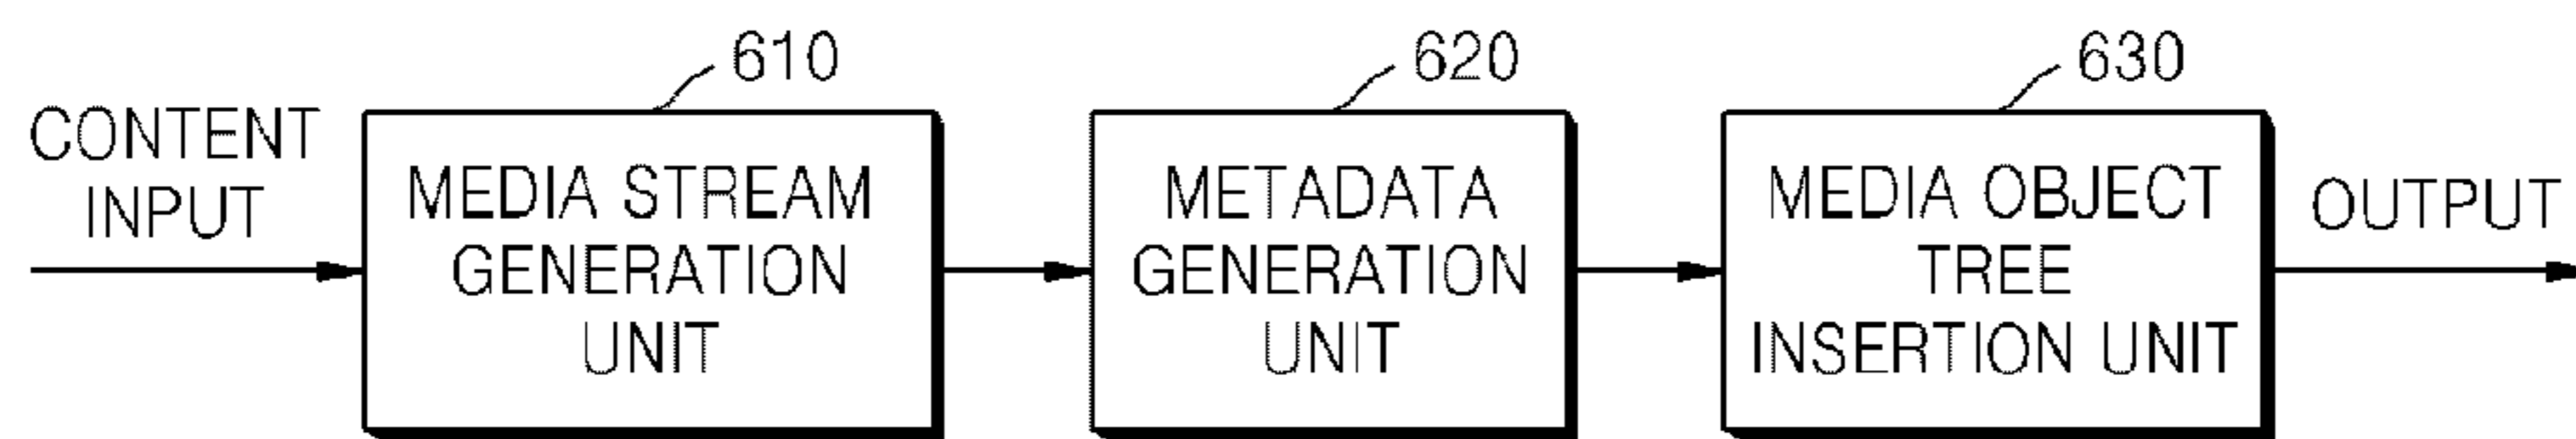 610
620
630
CONTENT
INPUT
MEDIA STREAM
GENERATION
UNIT
METADATA
GENERATION
UNIT
MEDIA OBJECT
TREE
INSERTION UNIT
OUTPUT